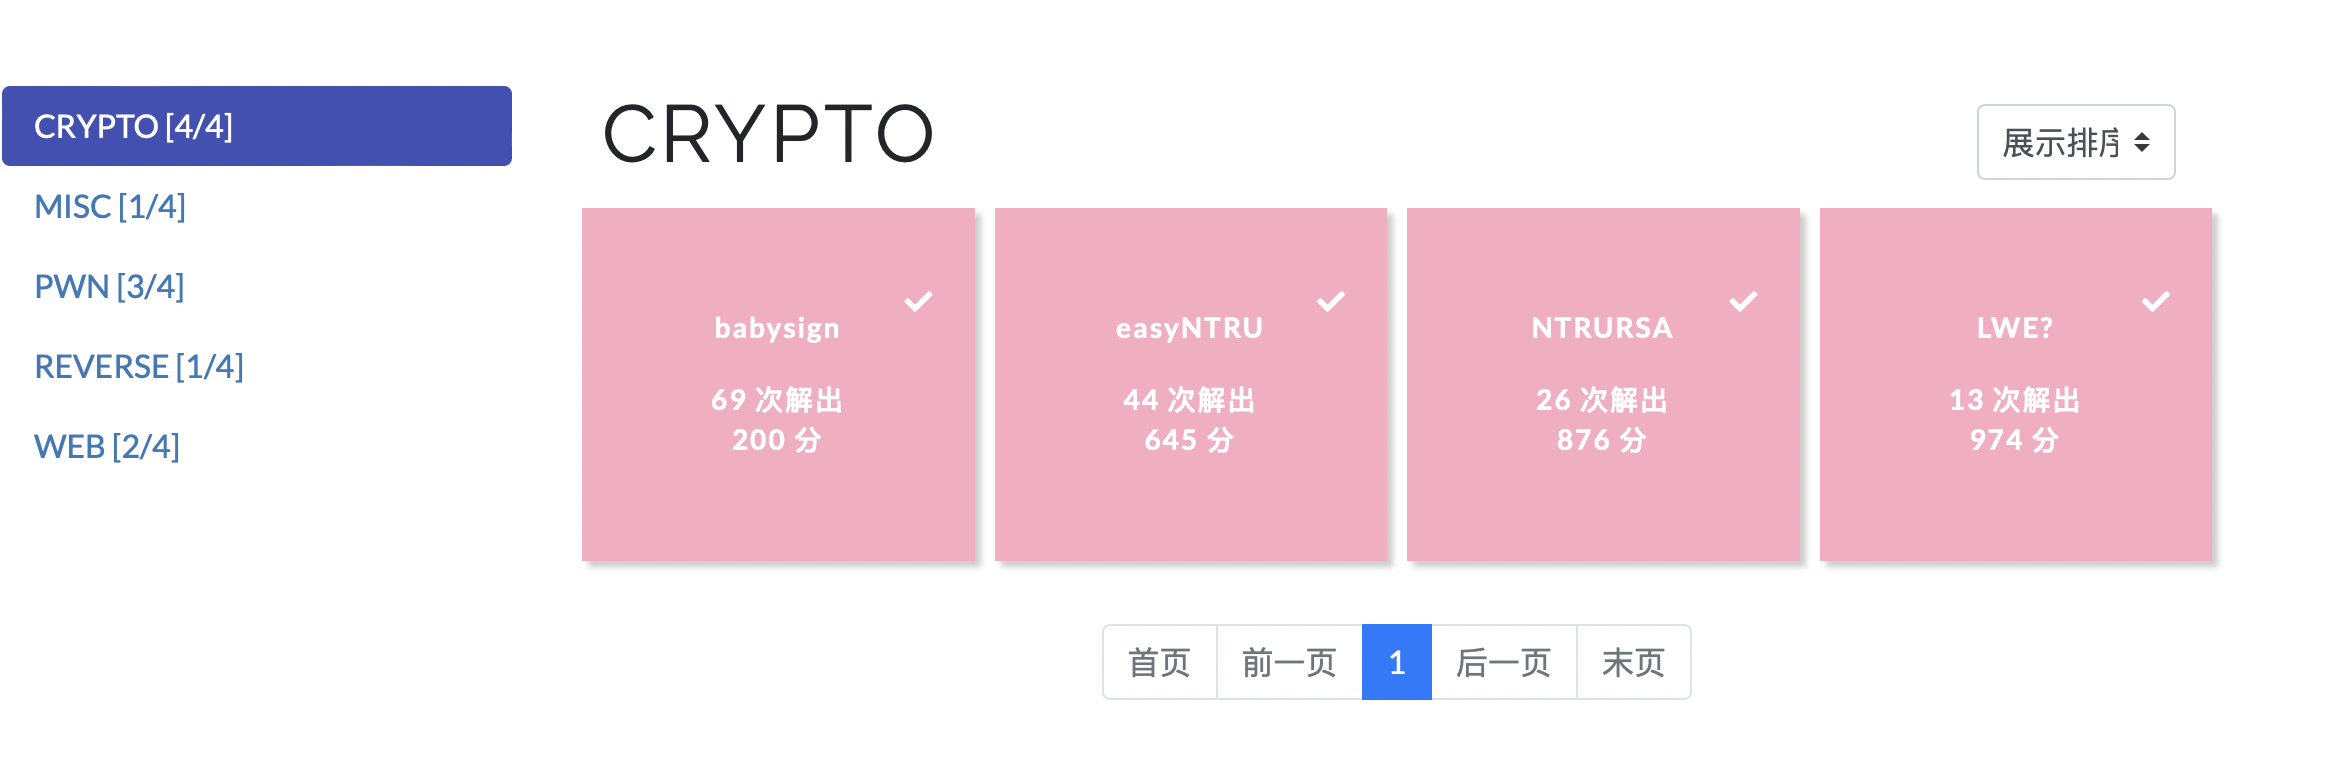 CRYPTO [4/4]
MISC [1/4]
PWN [3/4]
REVERSE [1/4]
WEB [2/4]
CRYPTO
展示排序
babysign
69 次解出
200 分
easyNTRU
44 次解出
645 分
NTRURSA
26 次解出
876 分
LWE?
13 次解出
974 分
首页
前一页
1
后一页
末页